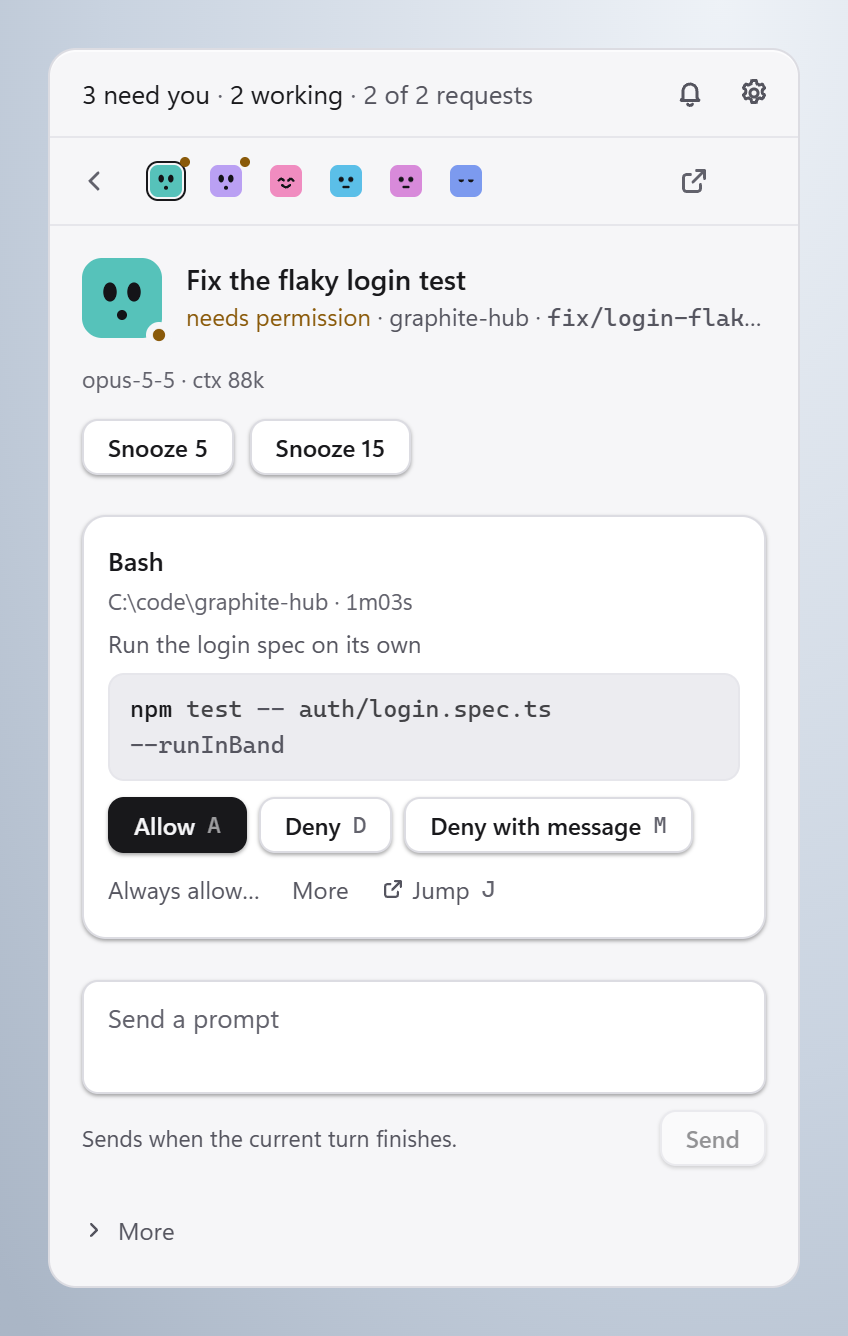 3 need you · 2 working · 2 of 2 requests
Fix the flaky login test
needs permission · graphite-hub · fix/login-flak…
opus-5-5 · ctx 88k
Snooze 5 Snooze 15
Bash
C:\code\graphite-hub · 1m03s
Run the login spec on its own
npm test -- auth/login.spec.ts
--runInBand
Allow A Deny D Deny with message M
Always allow… More Jump J
Send a prompt
Sends when the current turn finishes. Send
More